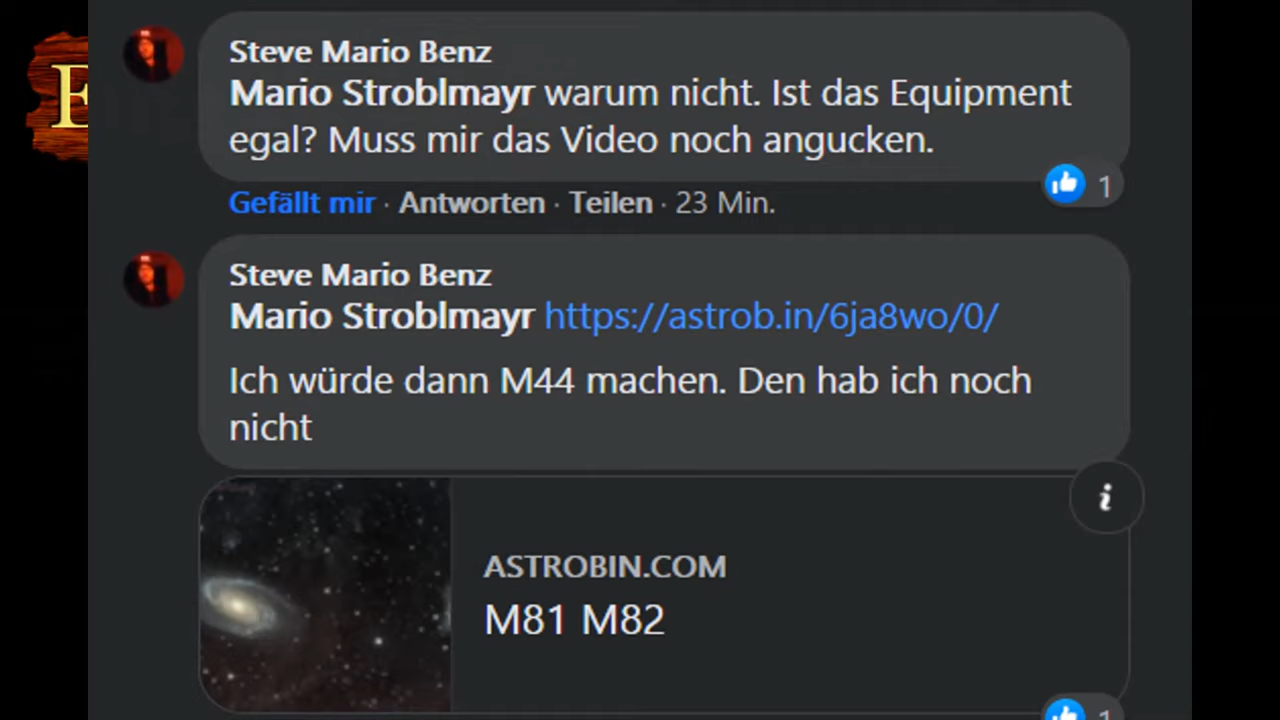 E
Steve Mario Benz
Mario Stroblmayr warum nicht. Ist das Equipment
egal? Muss mir das Video noch angucken.
1
Gefällt mir · Antworten · Teilen · 23 Min.
Steve Mario Benz
Mario Stroblmayr https://astrob.in/6ja8wo/0/
Ich würde dann M44 machen. Den hab ich noch
nicht
i
ASTROBIN.COM
M81 M82
1